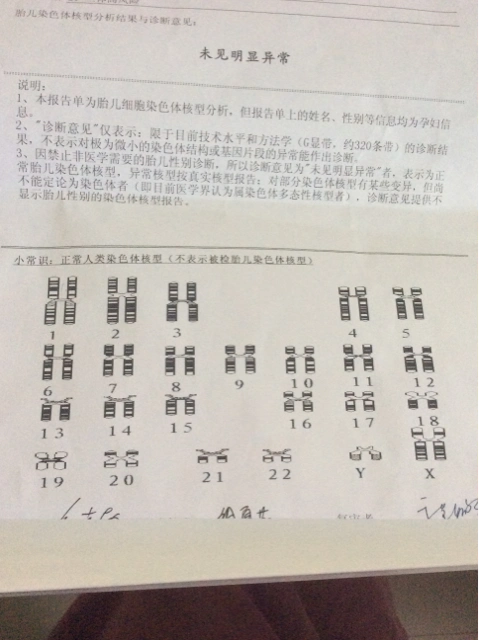 胎儿染色体核型分析结果与诊断意见:
未见明显异常
说明:
1、本报告单为胎儿细胞染色体核型分析,但报告单上的姓名、性别等信息均为孕妇信
息。
2、"诊断意见"仅表示:限于目前技术水平和方法学(G显带,约320条带)的诊断结
果,不表示对极为微小的染色体结构或基因片段的异常能作出诊断。
3、因禁止非医学需要的胎儿性别诊断,所以诊断意见为"未见明显异常"者,表示为正
常胎儿染色体核型,异常核型按真实核型报告;对部分染色体核型有某些变异,但尚
不能定论为染色体者(即目前医学界认为属染色体多态性核型者),诊断意见提供不
显示胎儿性别的染色体核型报告。
小常识:正常人类染色体核型(不表示被检胎儿染色体核型)
1 2 3 4 5
6 7 8 9 10 11 12
13 14 15 16 17 18
19 20 21 22 Y X